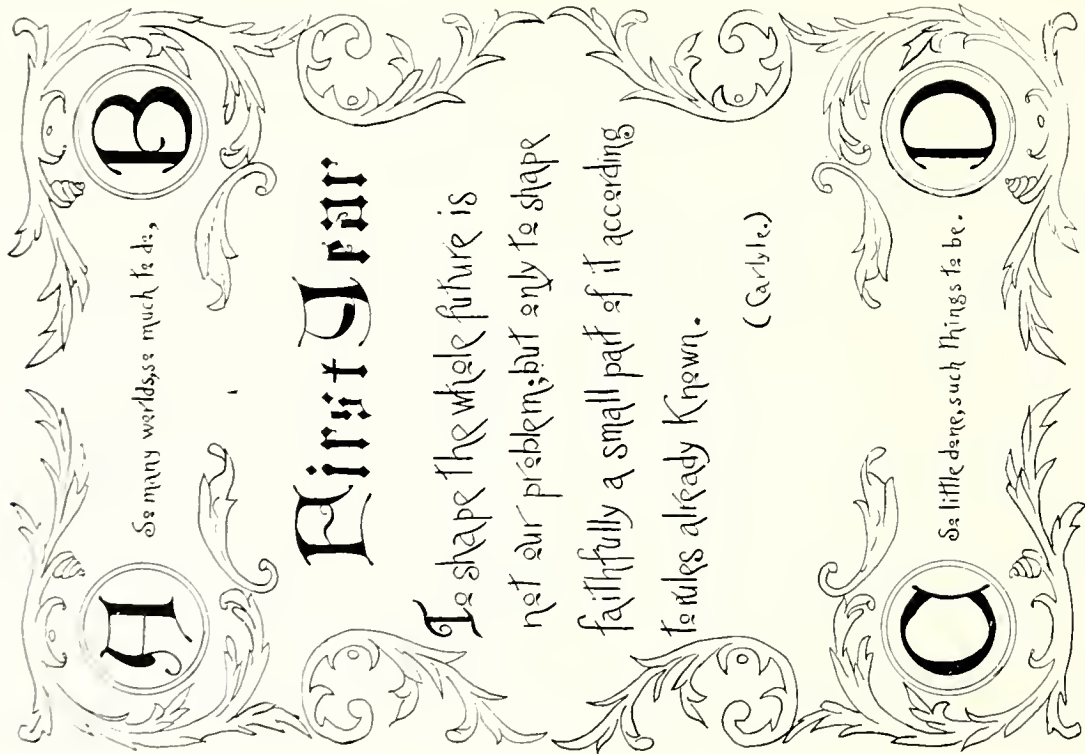 A
B
So many worlds, so much to do,
First Year
To shape the whole future is
not our problem; but only to shape
faithfully a small part of it according
to rules already Known.
(Carlyle.)
So little done, such things to be.
C
D